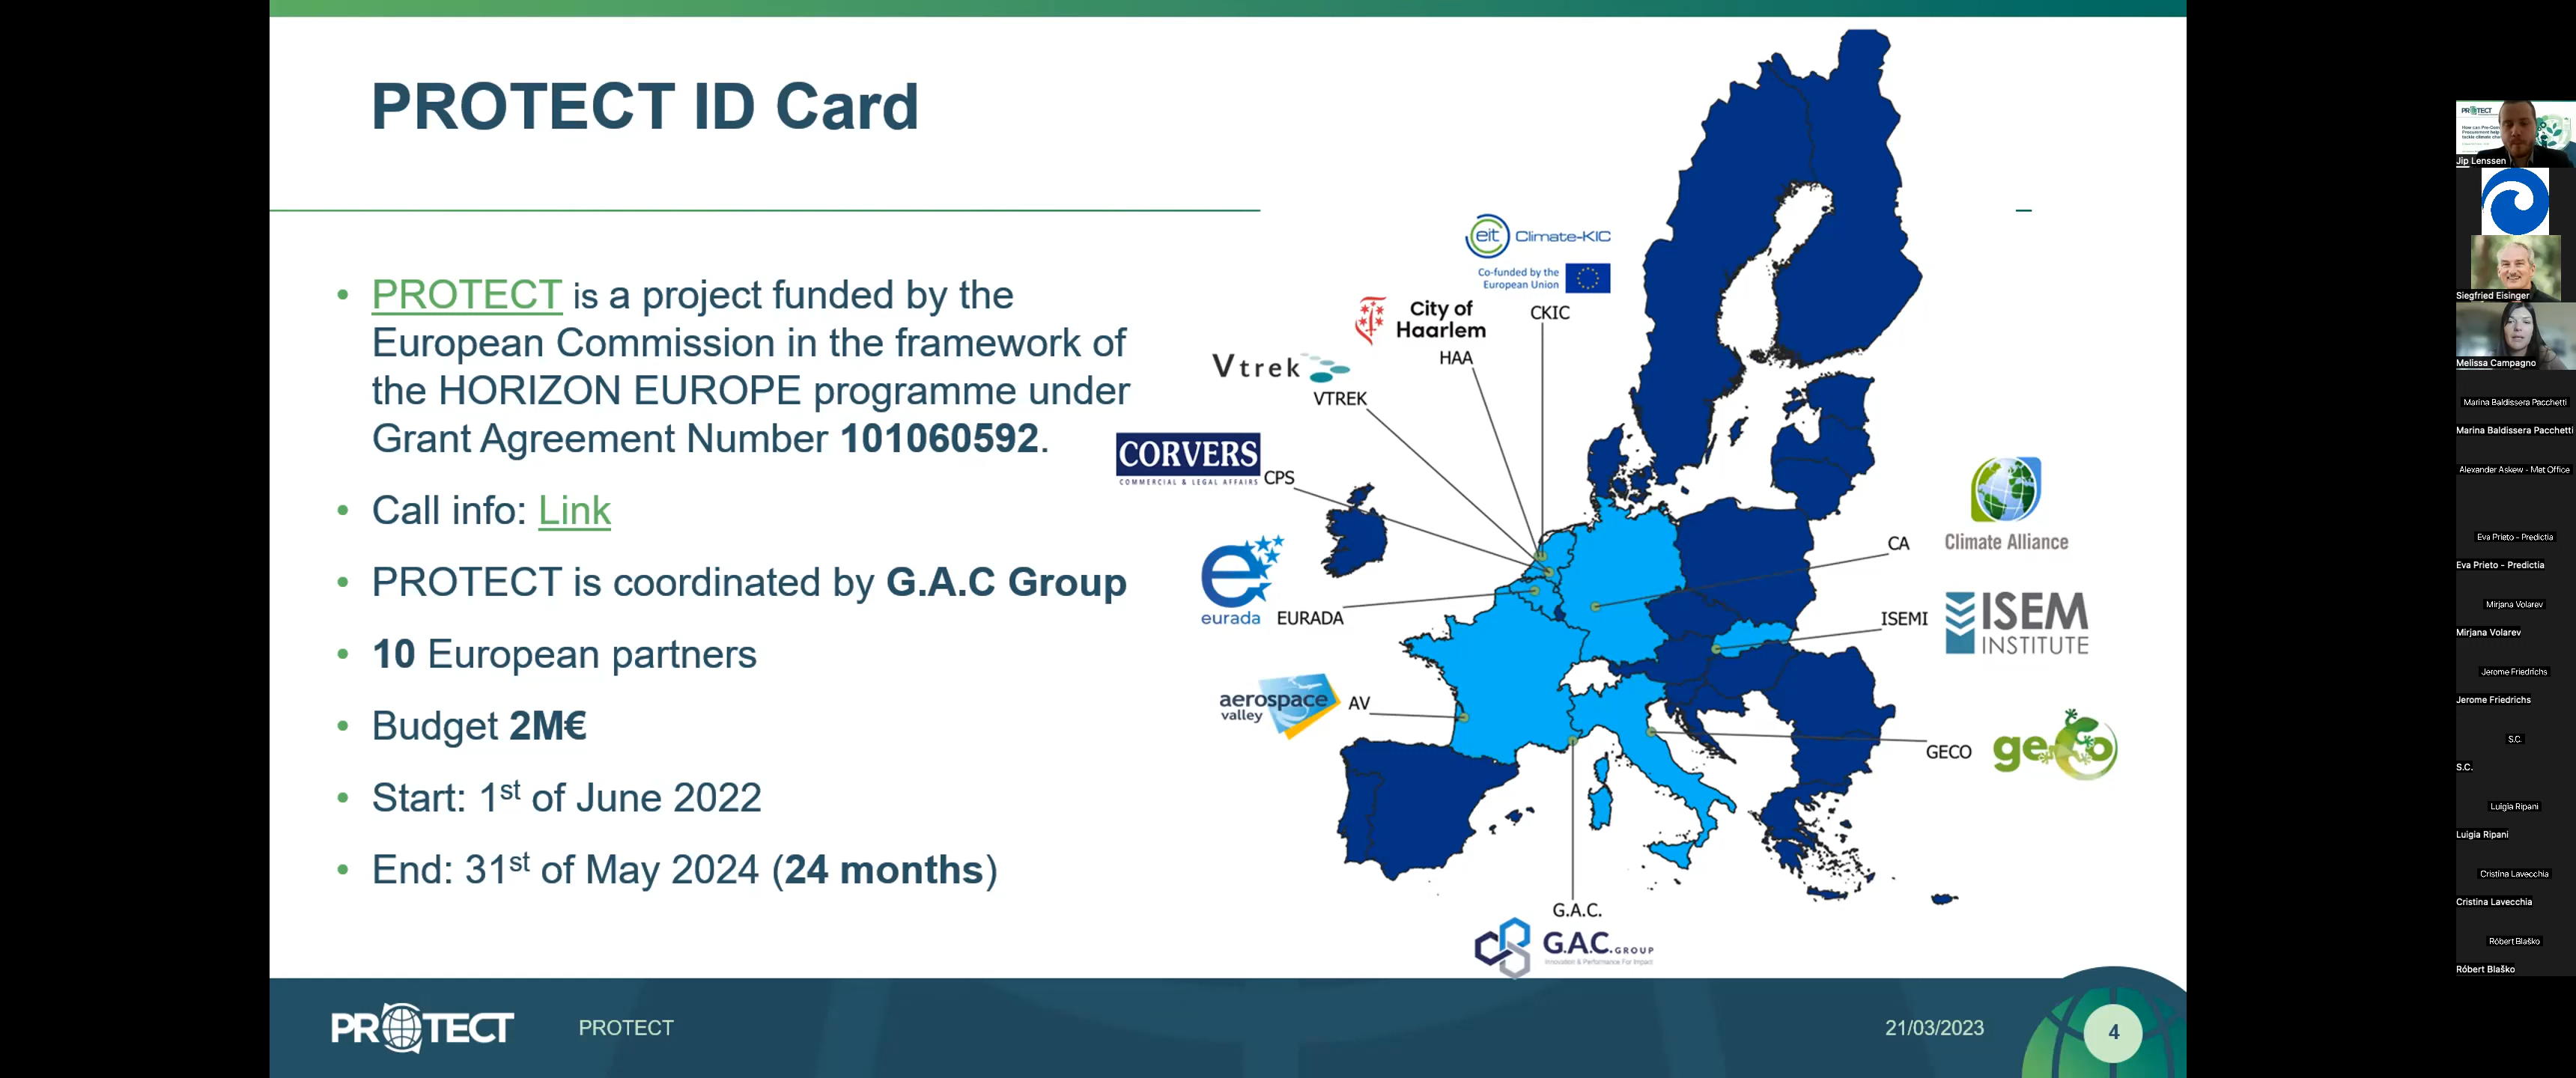 PROTECT ID Card
• PROTECT is a project funded by the
European Commission in the framework of
the HORIZON EUROPE programme under
Grant Agreement Number 101060592.
• Call info: Link
• PROTECT is coordinated by G.A.C Group
• 10 European partners
• Budget 2M€
• Start: 1st of June 2022
• End: 31st of May 2024 (24 months)
eit Climate-KIC
Co-funded by the
European Union
CKIC
City of
Haarlem
HAA
Vtrek
VTREK
CORVERS
COMMERCIAL & LEGAL AFFAIRS
CPS
eurada
EURADA
aerospace
valley
AV
CA
Climate Alliance
ISEMI
ISEM
INSTITUTE
GECO
geco
G.A.C.
G.A.C. GROUP
Innovation & Performance For Impact
PROTECT
PROTECT
21/03/2023
4
PROTECT
Jip Lenssen
Siegfried Eisinger
Melissa Campagno
Marina Baldissera Pacchetti
Marina Baldissera Pacchetti
Alexander Askew - Met Office
Eva Prieto - Predictia
Eva Prieto - Predictia
Mirjana Volarev
Mirjana Volarev
Jerome Friedrichs
Jerome Friedrichs
S.C.
S.C.
Luigia Ripani
Luigia Ripani
Cristina Lavecchia
Cristina Lavecchia
Róbert Blaško
Róbert Blaško